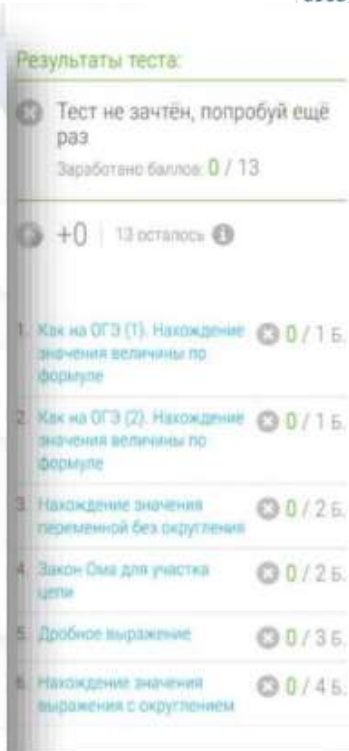 Результаты теста:
Тест не зачтён, попробуй ещё
раз
Заработано баллов: 0 / 13
+0 | 13 осталось
1. Как на ОГЭ (1). Нахождение 0 / 1 Б.
значения величины по
формуле
2. Как на ОГЭ (2). Нахождение 0 / 1 Б.
значения величины по
формуле
3. Нахождение значения 0 / 2 Б.
переменной без округления
4. Закон Ома для участка 0 / 2 Б.
цепи
5. Дробное выражение 0 / 3 Б.
6. Нахождение значения 0 / 4 Б.
выражения с округлением